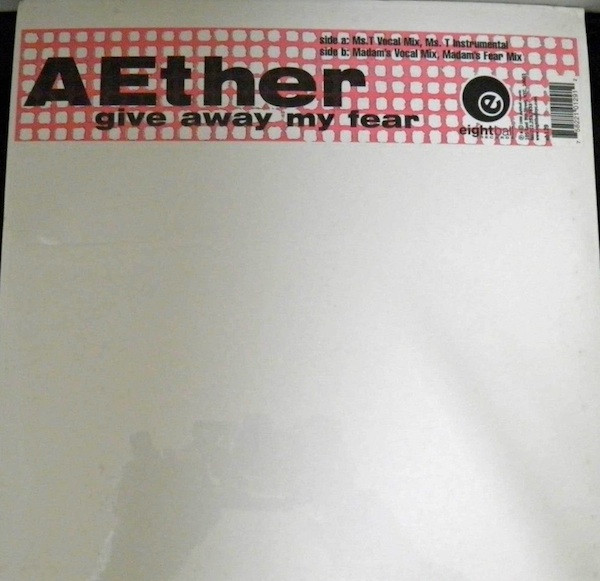 side a: Ms.T Vocal Mix, Ms. T Instrumental
side b: Madam's Vocal Mix, Madam's Fear Mix
AEther
give away my fear
e
eightball